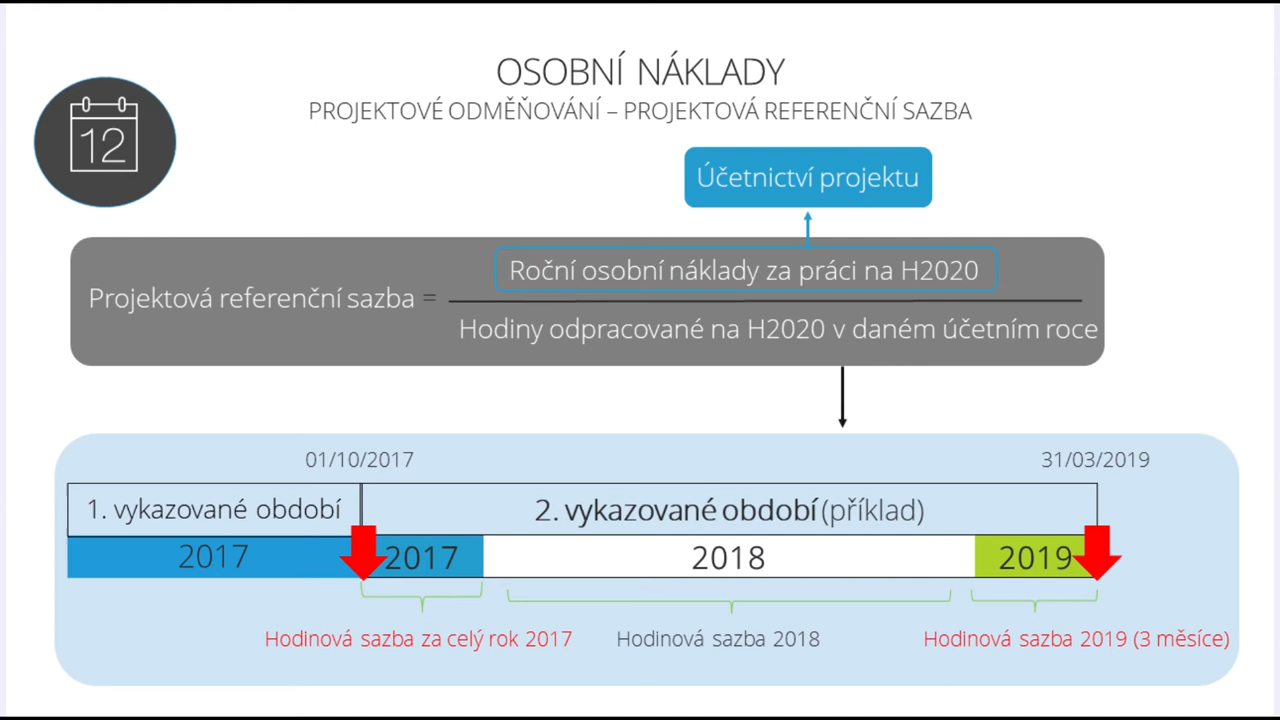 OSOBNÍ NÁKLADY
PROJEKTOVÉ ODMĚŇOVÁNÍ – PROJEKTOVÁ REFERENČNÍ SAZBA
12
Účetnictví projektu
Roční osobní náklady za práci na H2020
Projektová referenční sazba =
Hodiny odpracované na H2020 v daném účetním roce
01/10/2017
31/03/2019
1. vykazované období
2. vykazované období (příklad)
2017
2017
2018
2019
Hodinová sazba za celý rok 2017
Hodinová sazba 2018
Hodinová sazba 2019 (3 měsíce)